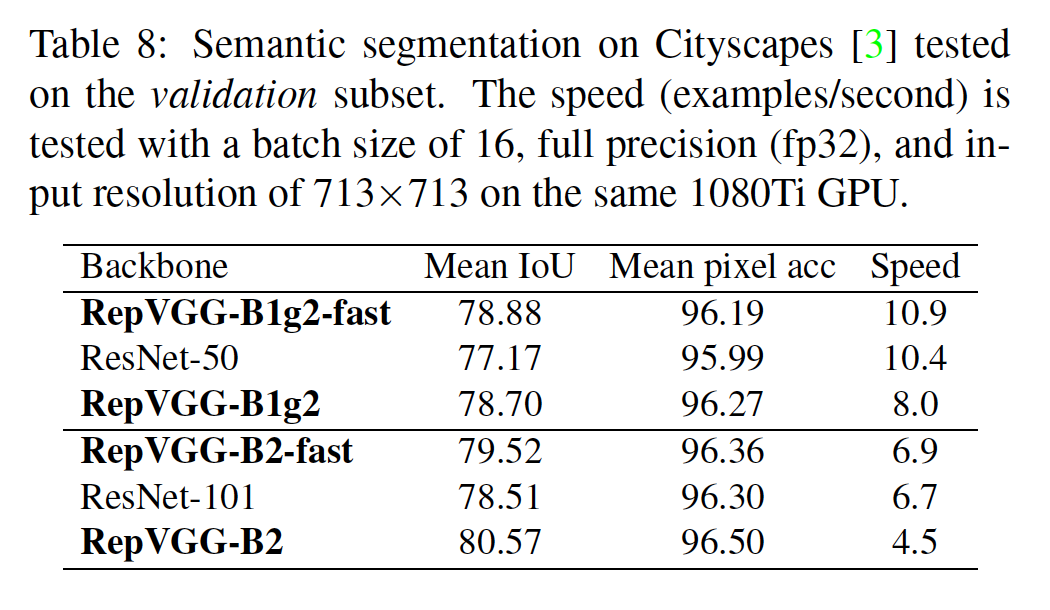 Table 8: Semantic segmentation on Cityscapes [3] tested
on the validation subset. The speed (examples/second) is
tested with a batch size of 16, full precision (fp32), and in-
put resolution of 713×713 on the same 1080Ti GPU.
Backbone Mean IoU Mean pixel acc Speed
RepVGG-B1g2-fast 78.88 96.19 10.9
ResNet-50 77.17 95.99 10.4
RepVGG-B1g2 78.70 96.27 8.0
RepVGG-B2-fast 79.52 96.36 6.9
ResNet-101 78.51 96.30 6.7
RepVGG-B2 80.57 96.50 4.5